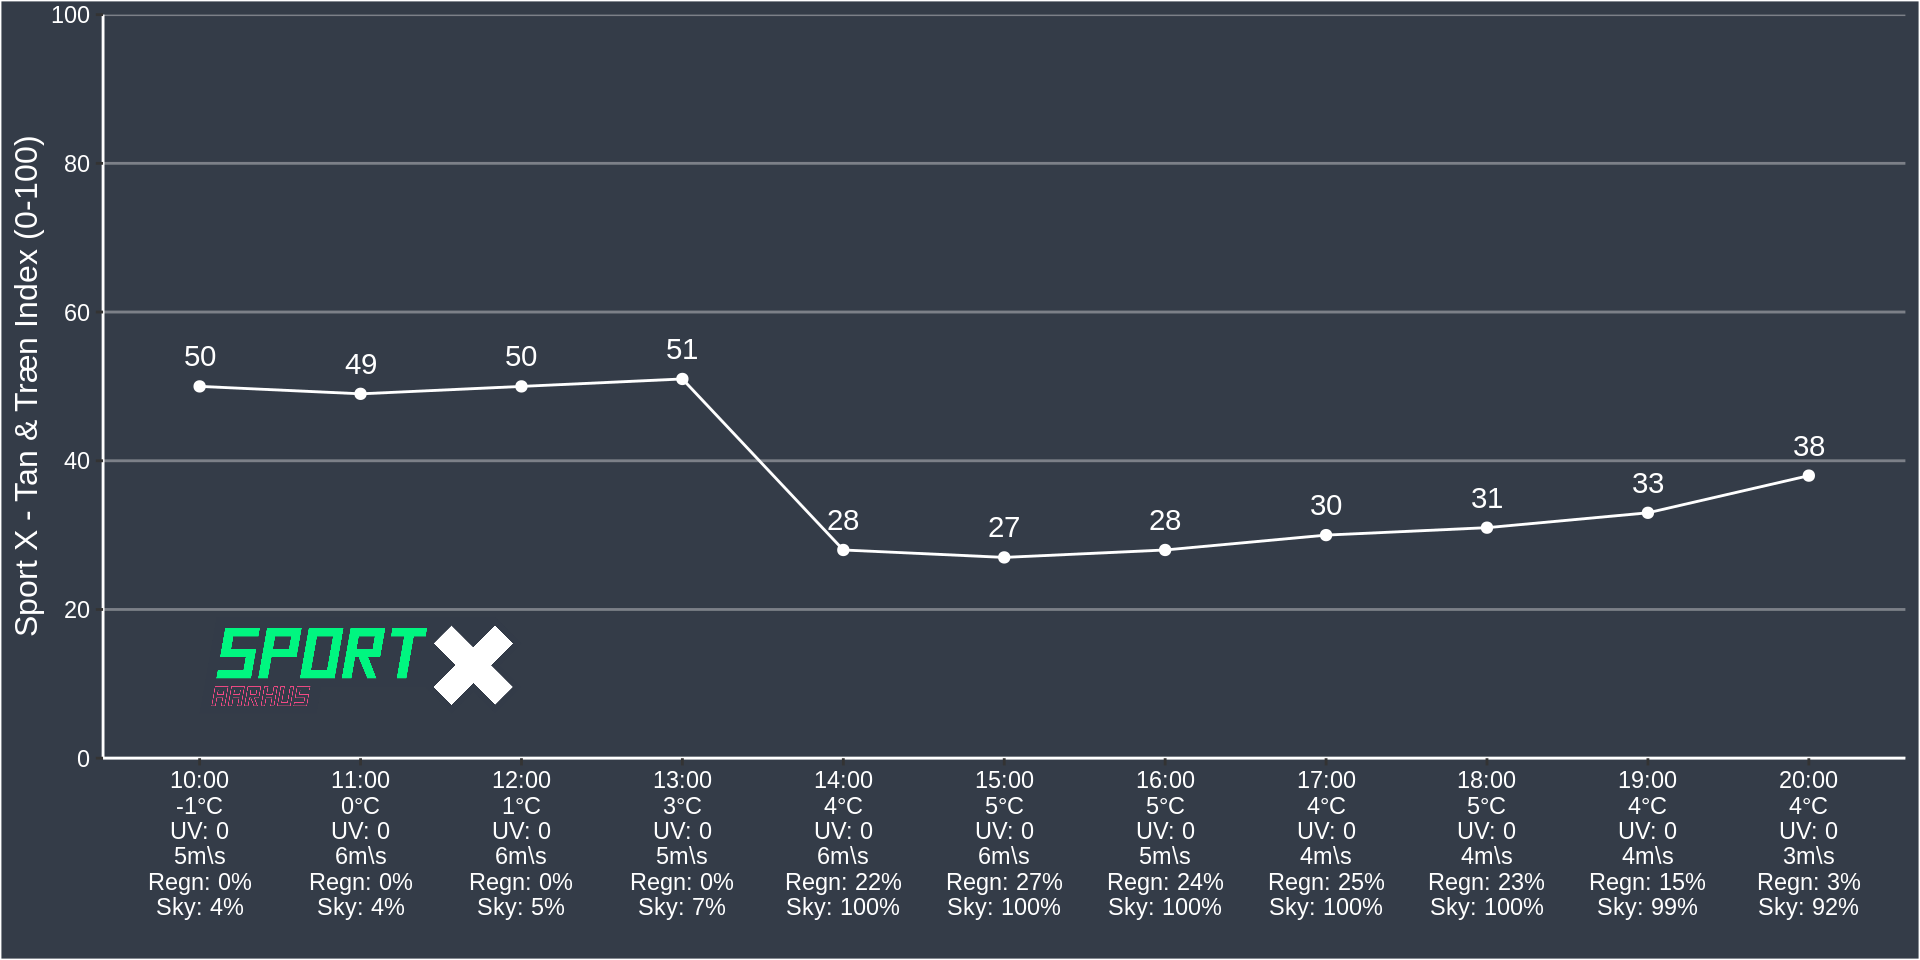 Sport X - Tan & Træn Index (0-100)
100
80
60
40
20
0
50
49
50
51
28
27
28
30
31
33
38
SPORT X
AARHUS
10:00 11:00 12:00 13:00 14:00 15:00 16:00 17:00 18:00 19:00 20:00
-1°C 0°C 1°C 3°C 4°C 5°C 5°C 4°C 5°C 4°C 4°C
UV: 0 UV: 0 UV: 0 UV: 0 UV: 0 UV: 0 UV: 0 UV: 0 UV: 0 UV: 0 UV: 0
5m\s 6m\s 6m\s 5m\s 6m\s 6m\s 5m\s 4m\s 4m\s 4m\s 3m\s
Regn: 0% Regn: 0% Regn: 0% Regn: 0% Regn: 22% Regn: 27% Regn: 24% Regn: 25% Regn: 23% Regn: 15% Regn: 3%
Sky: 4% Sky: 4% Sky: 5% Sky: 7% Sky: 100% Sky: 100% Sky: 100% Sky: 100% Sky: 100% Sky: 99% Sky: 92%